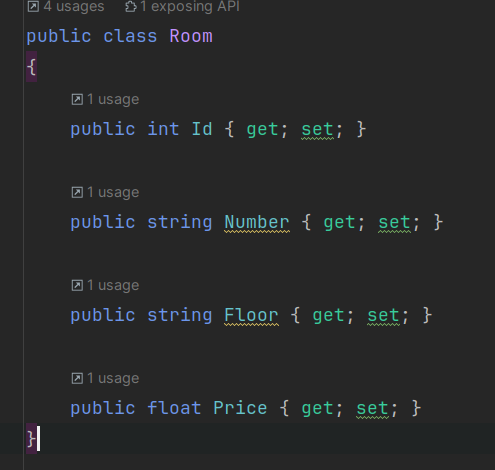 4 usages 1 exposing API
public class Room
{
1 usage
public int Id { get; set; }
1 usage
public string Number { get; set; }
1 usage
public string Floor { get; set; }
1 usage
public float Price { get; set; }
}